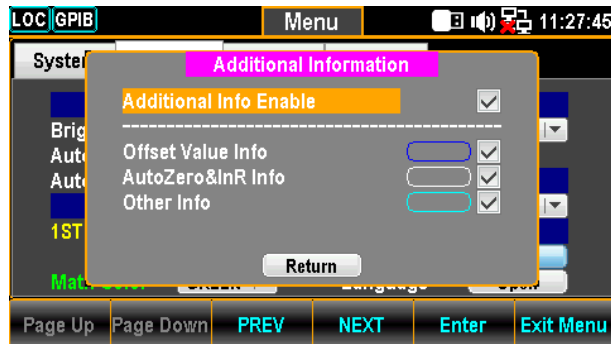 LOC GPIB Menu 11:27:45
Additional Information
Additional Info Enable
Offset Value Info
AutoZero&InR Info
Other Info
1ST
Return
Page Up Page Down PREV NEXT Enter Exit Menu